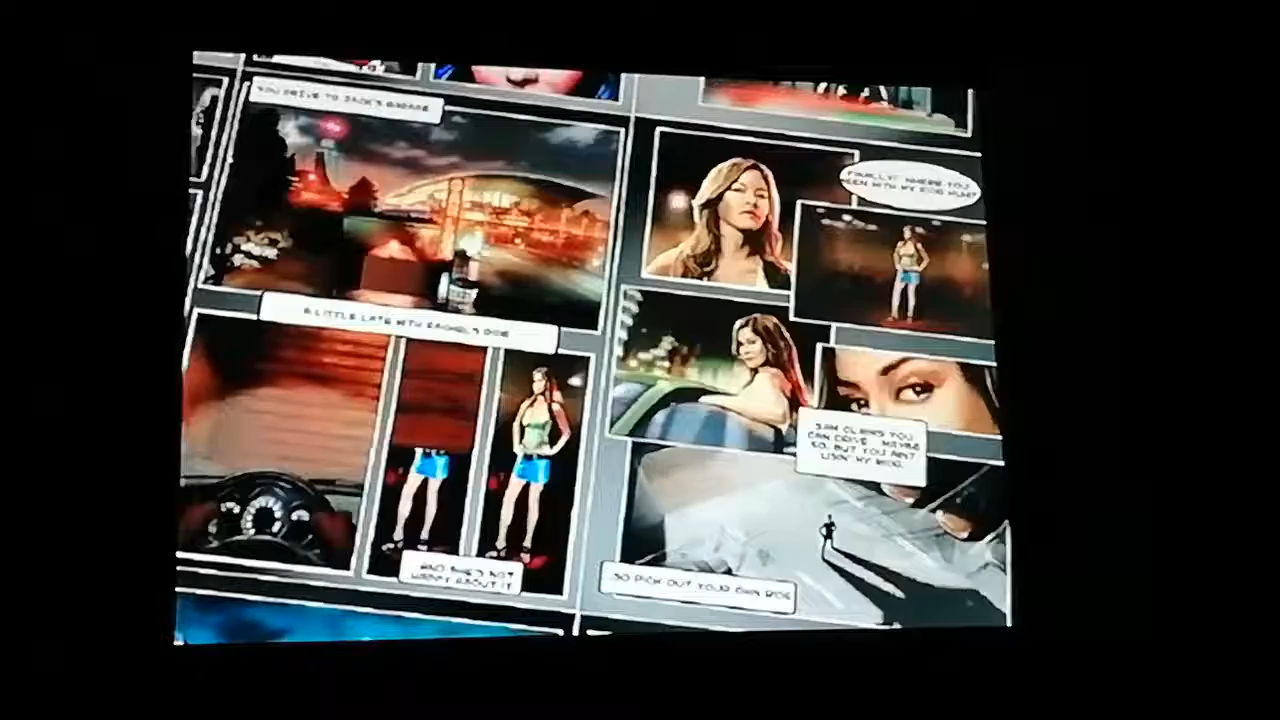 YOU DRIVE TO JACK'S GARAGE
A LITTLE LATE WITH RACHEL'S RIDE
AND SHE'S NOT
HAPPY ABOUT IT
FINALLY! WHERE YOU
BEEN WITH MY RIDE HUH?
SAM CLAIMS YOU
CAN DRIVE. MAYBE
SO, BUT YOU AIN'T
USIN' MY RIDE.
SO PICK OUT YOUR OWN RIDE